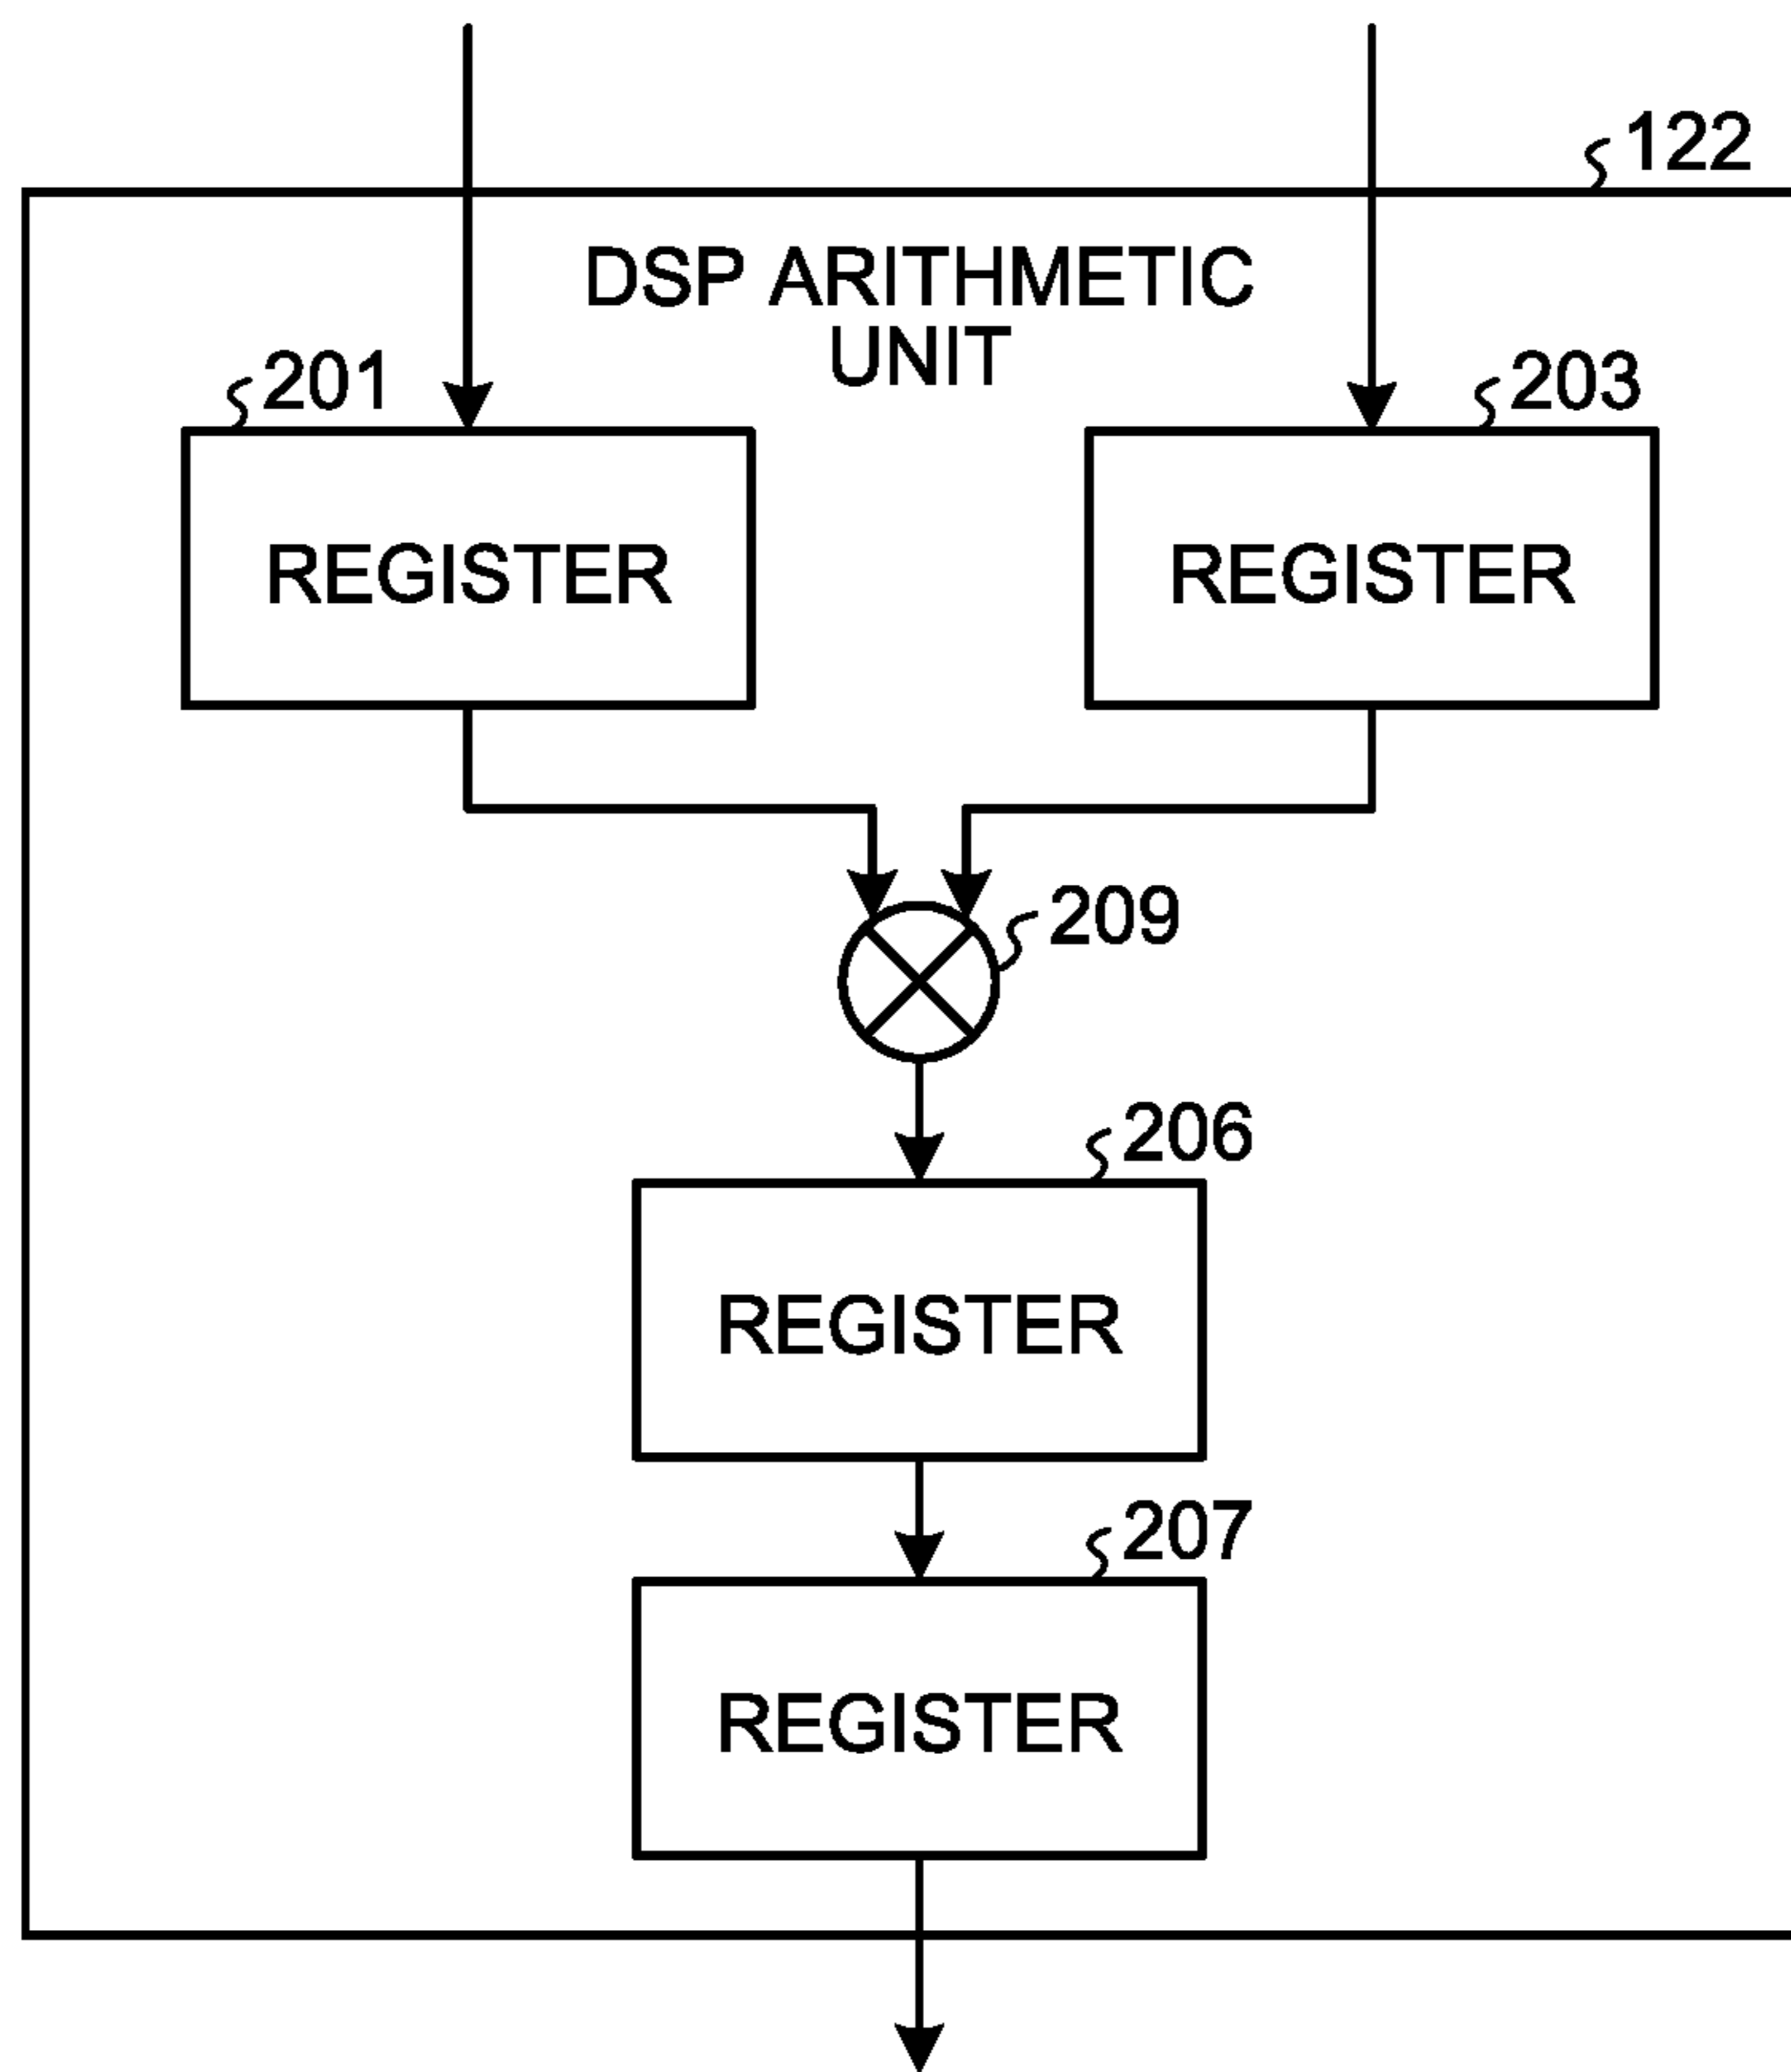 122
DSP ARITHMETIC
UNIT
201
203
REGISTER
REGISTER
209
206
REGISTER
207
REGISTER